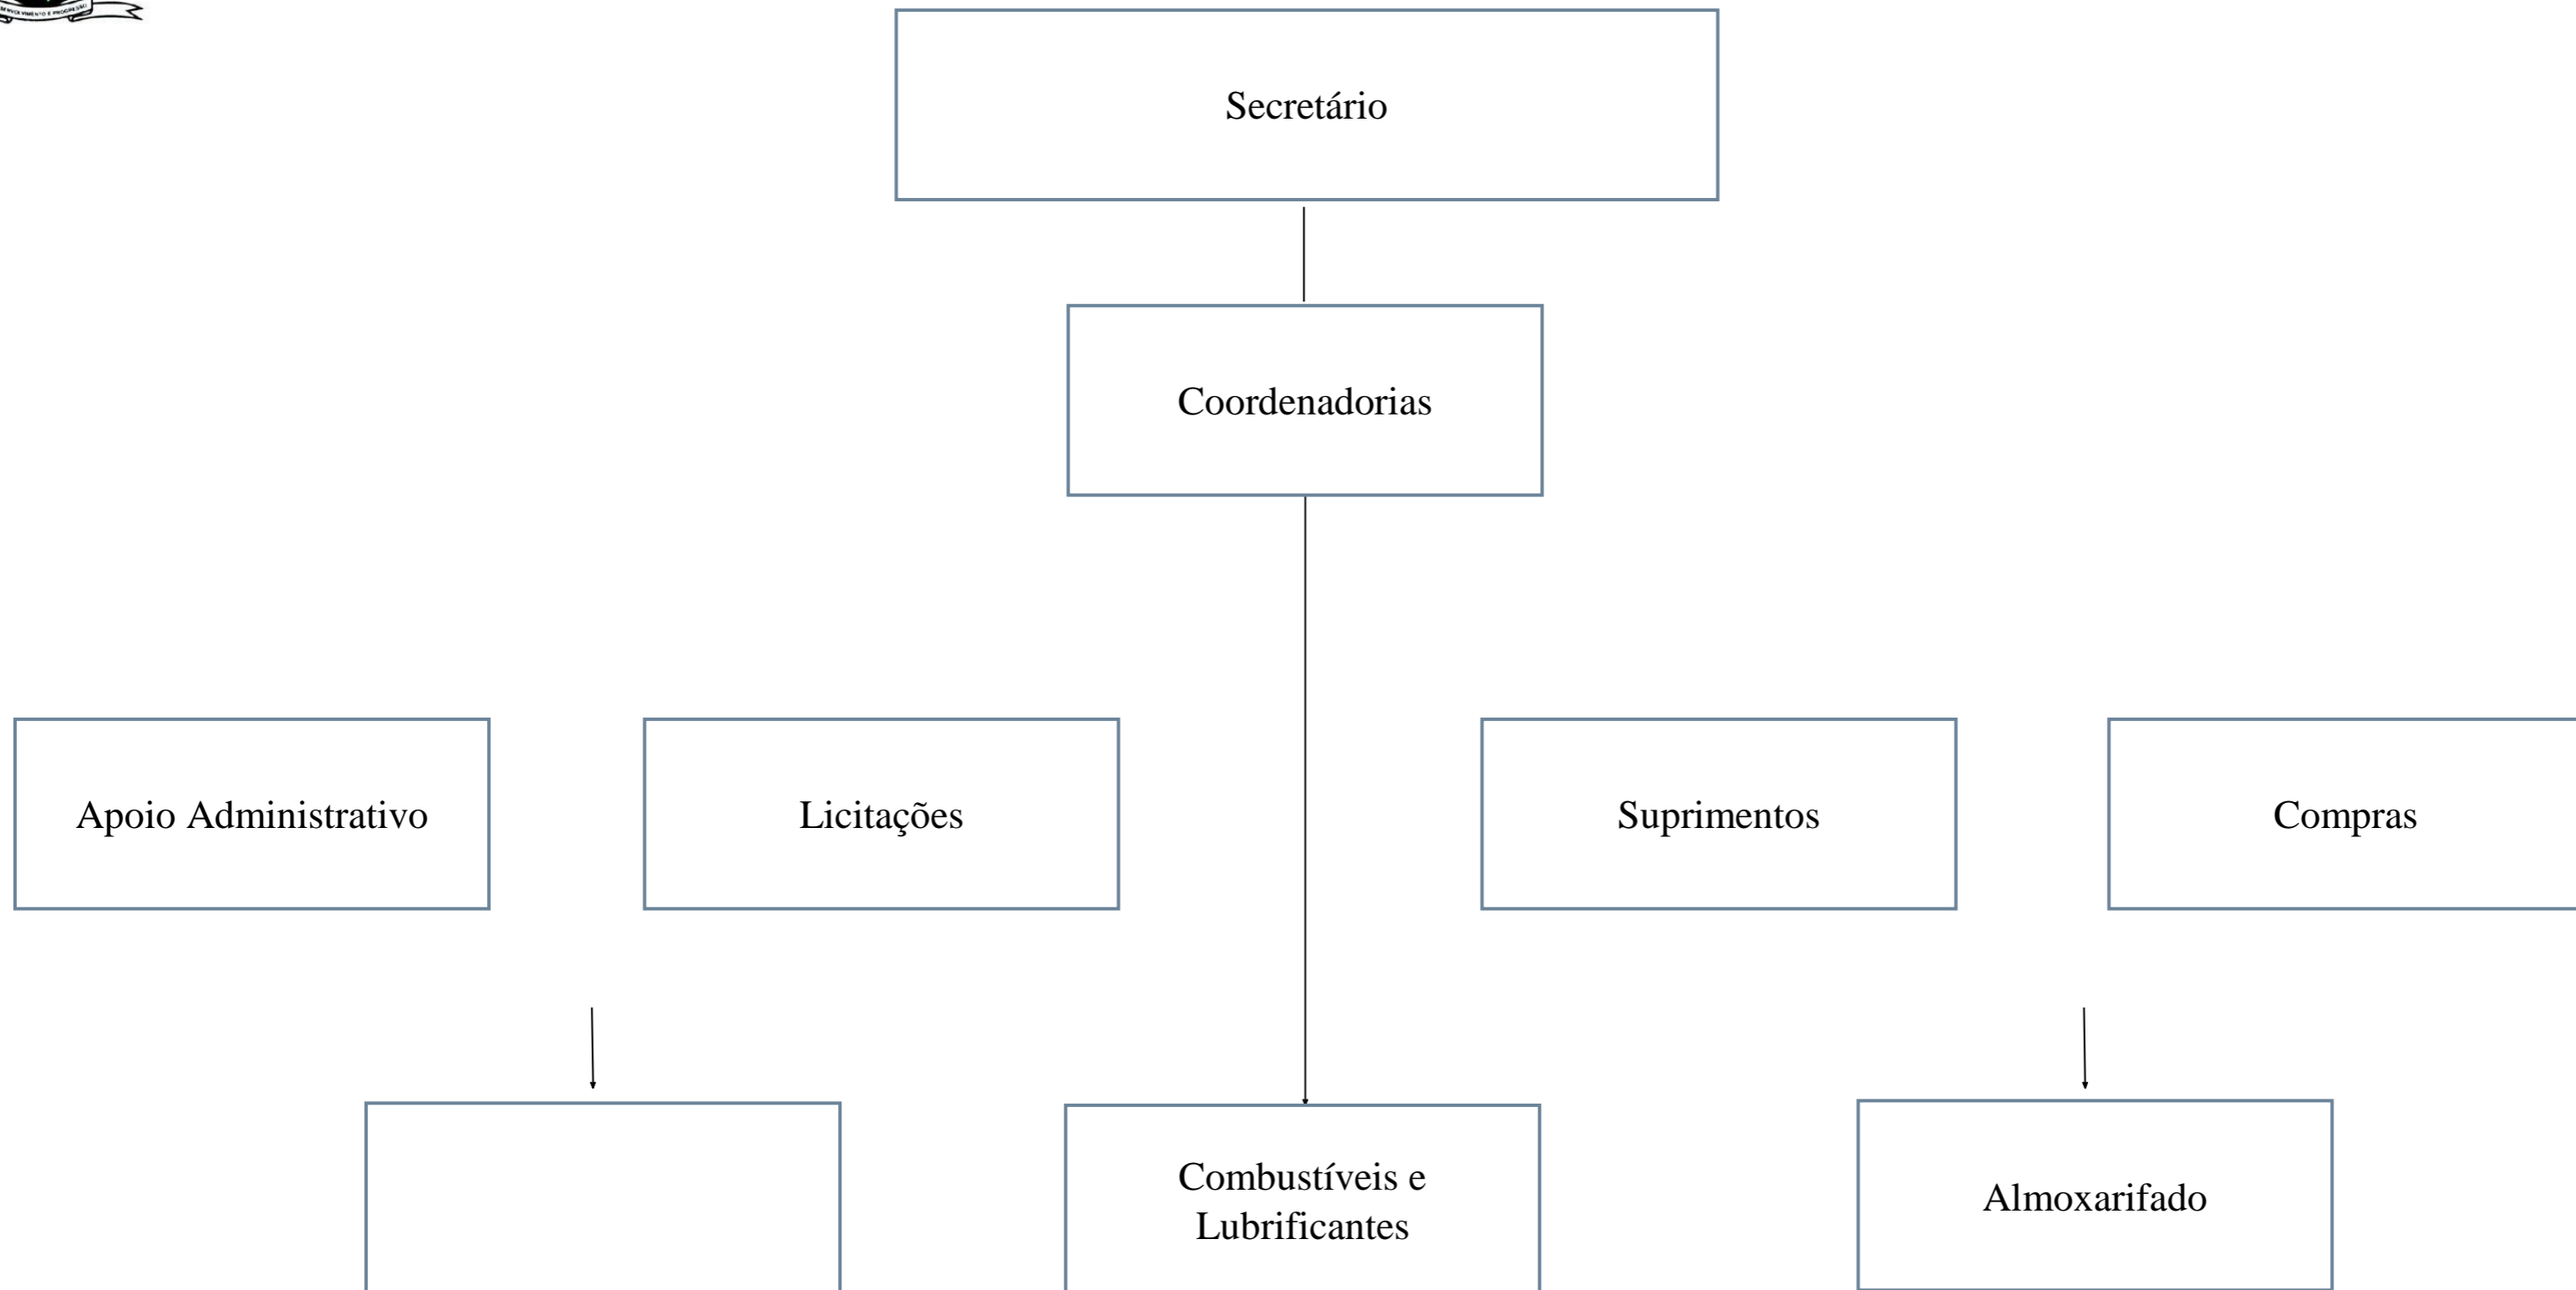 Secretário
Coordenadorias
Apoio Administrativo
Licitações
Suprimentos
Compras
Combustíveis e
Lubrificantes
Almoxarifado